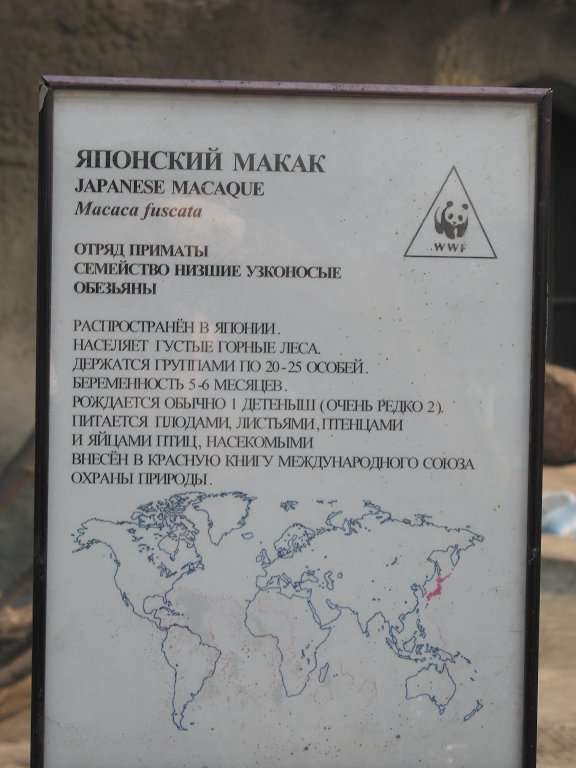 ЯПОНСКИЙ МАКАК
JAPANESE MACAQUE
Macaca fuscata
WWF
ОТРЯД ПРИМАТЫ
СЕМЕЙСТВО НИЗШИЕ УЗКОНОСЫЕ
ОБЕЗЬЯНЫ
РАСПРОСТРАНЁН В ЯПОНИИ.
НАСЕЛЯЕТ ГУСТЫЕ ГОРНЫЕ ЛЕСА.
ДЕРЖАТСЯ ГРУППАМИ ПО 20-25 ОСОБЕЙ.
БЕРЕМЕННОСТЬ 5-6 МЕСЯЦЕВ.
РОЖДАЕТСЯ ОБЫЧНО 1 ДЕТЕНЫШ (ОЧЕНЬ РЕДКО 2).
ПИТАЕТСЯ ПЛОДАМИ, ЛИСТЬЯМИ, ПТЕНЦАМИ
И ЯЙЦАМИ ПТИЦ, НАСЕКОМЫМИ
ВНЕСЁН В КРАСНУЮ КНИГУ МЕЖДУНАРОДНОГО СОЮЗА
ОХРАНЫ ПРИРОДЫ.